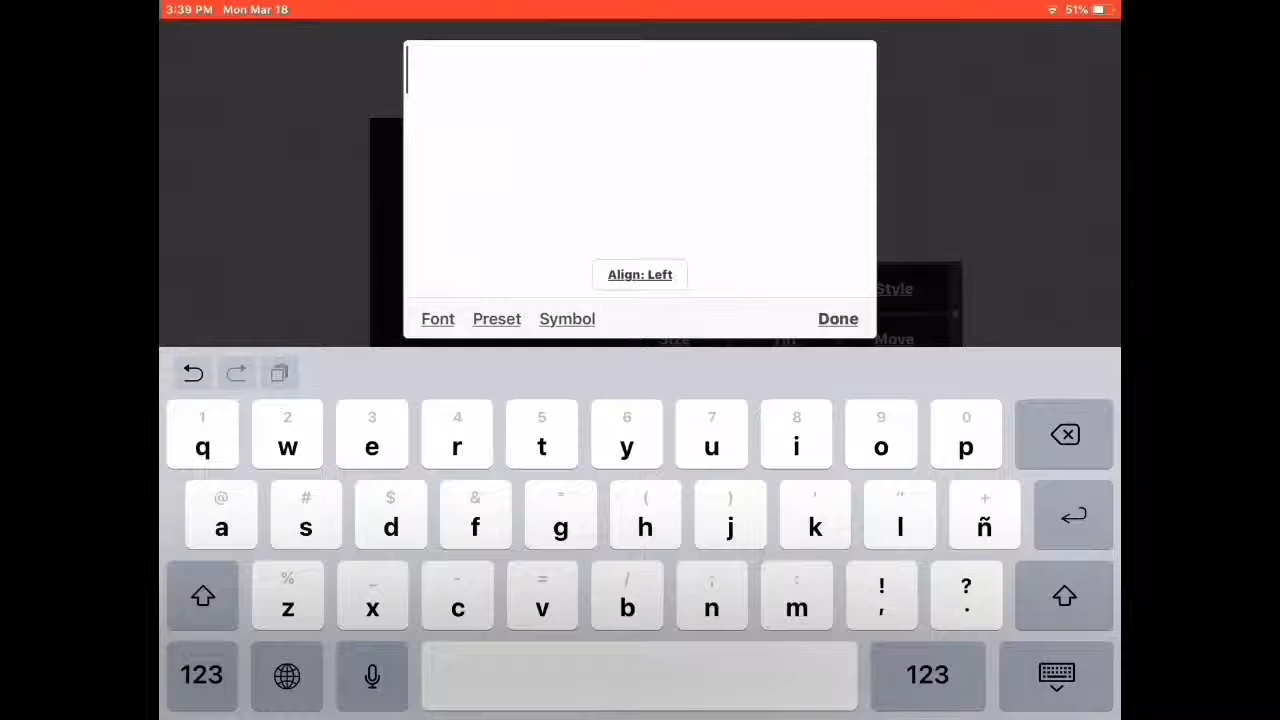 3:39 PM Mon Mar 18 51%
Align: Left
Style
Font Preset Symbol Done
Size Move
1 2 3 4 5 6 7 8 9 0
q w e r t y u i o p
@ # $ & ( ) ' " +
a s d f g h j k l ñ
% _ - = / ; : ! ?
z x c v b n m , .
123 123